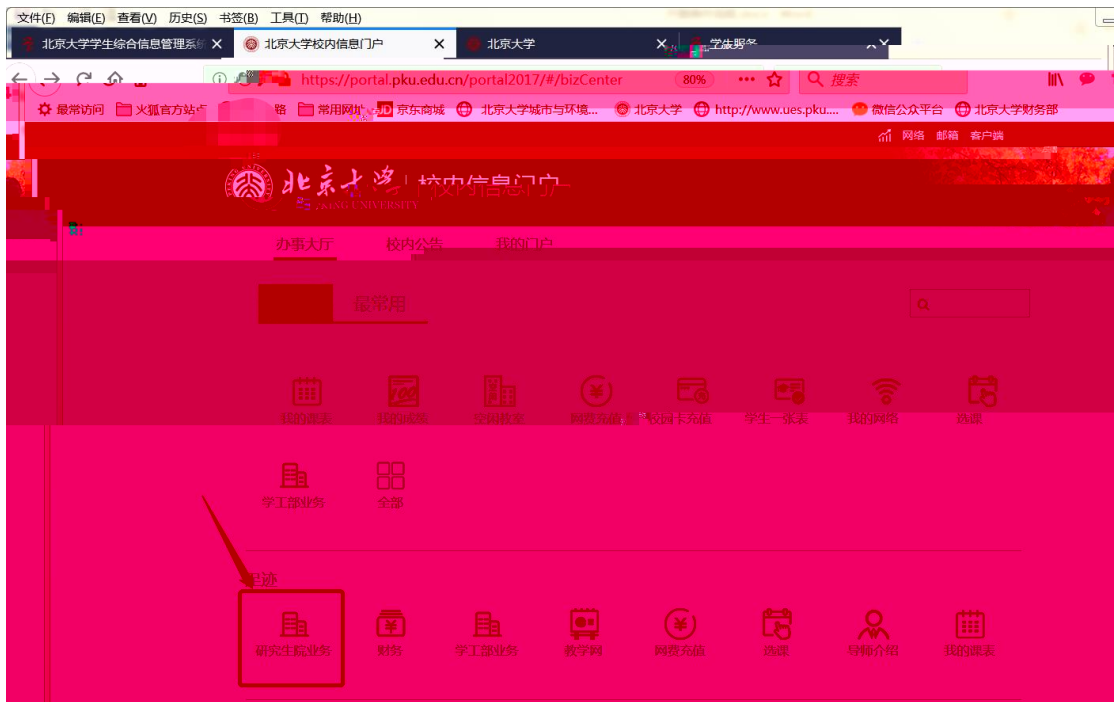 文件(F) 编辑(E) 查看(V) 历史(S) 书签(B) 工具(T) 帮助(H)
北京大学学生综合信息管理系统 北京大学校内信息门户 北京大学 学生服务
https://portal.pku.edu.cn/portal2017/#/bizCenter 80% 搜索
最常访问 火狐官方站点 常用网址 JD 京东商城 北京大学城市与环境... 北京大学 http://www.ues.pku.... 微信公众平台 北京大学财务部
网络 邮箱 客户端
北京大学 校内信息门户
PEKING UNIVERSITY
办事大厅 校内公告 我的门户
最常用
我的课表 我的成绩 空闲教室 网费充值 校园卡充值 学生一张表 我的网络 选课
学工部业务 全部
足迹
研究生院业务 财务 学工部业务 教学网 网费充值 选课 导师介绍 我的课表